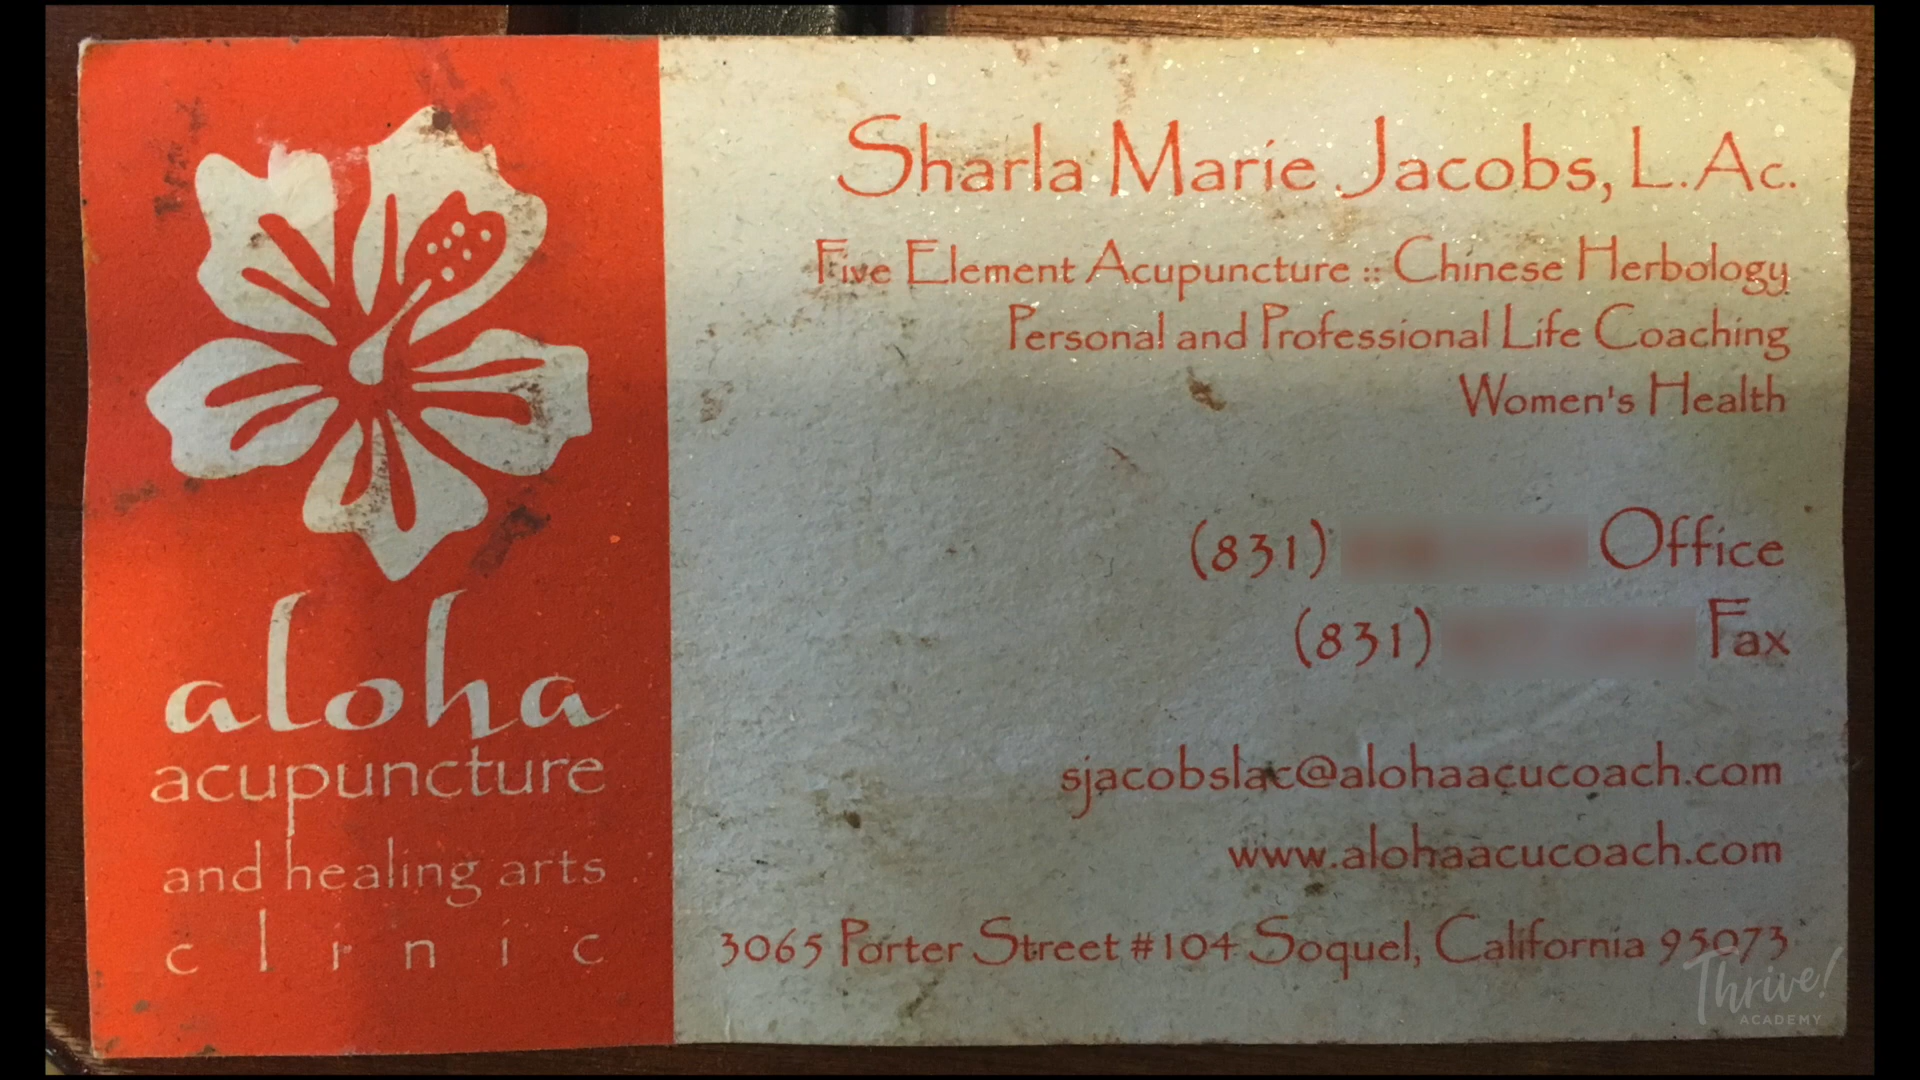 aloha
acupuncture
and healing arts
clinic
Sharla Marie Jacobs, L.Ac.
Five Element Acupuncture :: Chinese Herbology
Personal and Professional Life Coaching
Women's Health
(831) Office
(831) Fax
sjacobslac@alohaacucoach.com
www.alohaacucoach.com
3065 Porter Street #104 Soquel, California 95073
Thrive!
ACADEMY